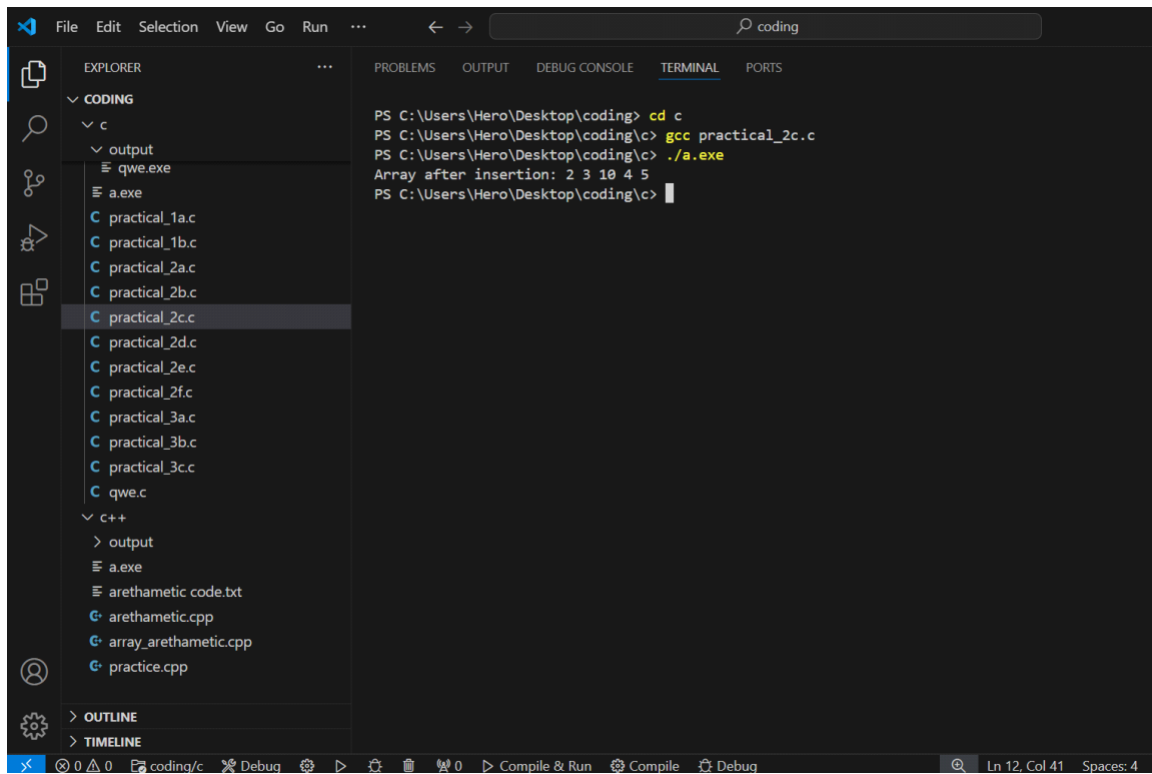 File Edit Selection View Go Run ··· ← → coding
EXPLORER ···
CODING
c
output
qwe.exe
a.exe
practical_1a.c
practical_1b.c
practical_2a.c
practical_2b.c
practical_2c.c
practical_2d.c
practical_2e.c
practical_2f.c
practical_3a.c
practical_3b.c
practical_3c.c
qwe.c
c++
output
a.exe
arethametic code.txt
arethametic.cpp
array_arethametic.cpp
practice.cpp
OUTLINE
TIMELINE
PROBLEMS OUTPUT DEBUG CONSOLE TERMINAL PORTS
PS C:\Users\Hero\Desktop\coding> cd c
PS C:\Users\Hero\Desktop\coding\c> gcc practical_2c.c
PS C:\Users\Hero\Desktop\coding\c> ./a.exe
Array after insertion: 2 3 10 4 5
PS C:\Users\Hero\Desktop\coding\c>
0 0 coding/c Debug 0 Compile & Run Compile Debug Ln 12, Col 41 Spaces: 4